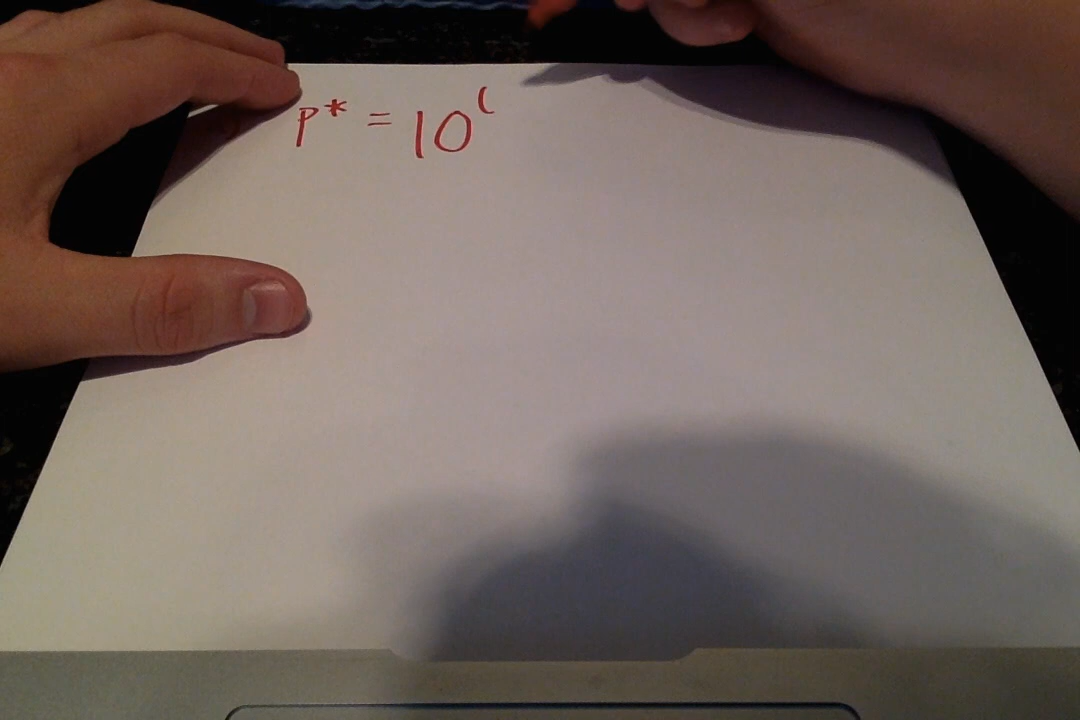 P* = 10^(